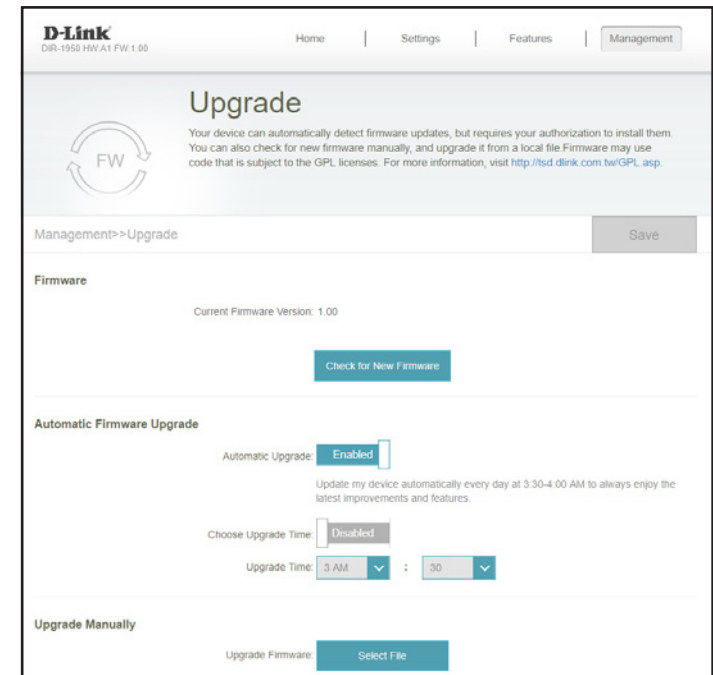 D-Link
DIR-1950 HW:A1 FW:1.00
Home | Settings | Features | Management
Upgrade
Your device can automatically detect firmware updates, but requires your authorization to install them.
You can also check for new firmware manually, and upgrade it from a local file.Firmware may use
code that is subject to the GPL licenses. For more information, visit http://tsd.dlink.com.tw/GPL.asp.
FW
Management>>Upgrade
Save
Firmware
Current Firmware Version: 1.00
Check for New Firmware
Automatic Firmware Upgrade
Automatic Upgrade: Enabled
Update my device automatically every day at 3:30-4:00 AM to always enjoy the
latest improvements and features.
Choose Upgrade Time: Disabled
Upgrade Time: 3 AM : 30
Upgrade Manually
Upgrade Firmware: Select File